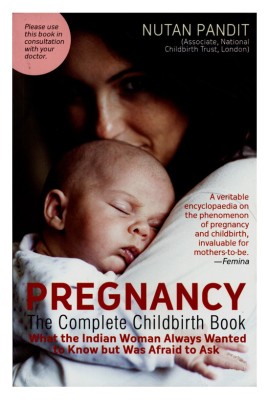 Please use
this book in
consultation
with your
doctor.
NUTAN PANDIT
(Associate, National
Childbirth Trust, London)
A veritable
encyclopaedia on
the phenomenon
of pregnancy
and childbirth,
invaluable for
mothers-to-be.
—Femina
PREGNANCY
The Complete Childbirth Book
What the Indian Woman Always Wanted
to Know but Was Afraid to Ask